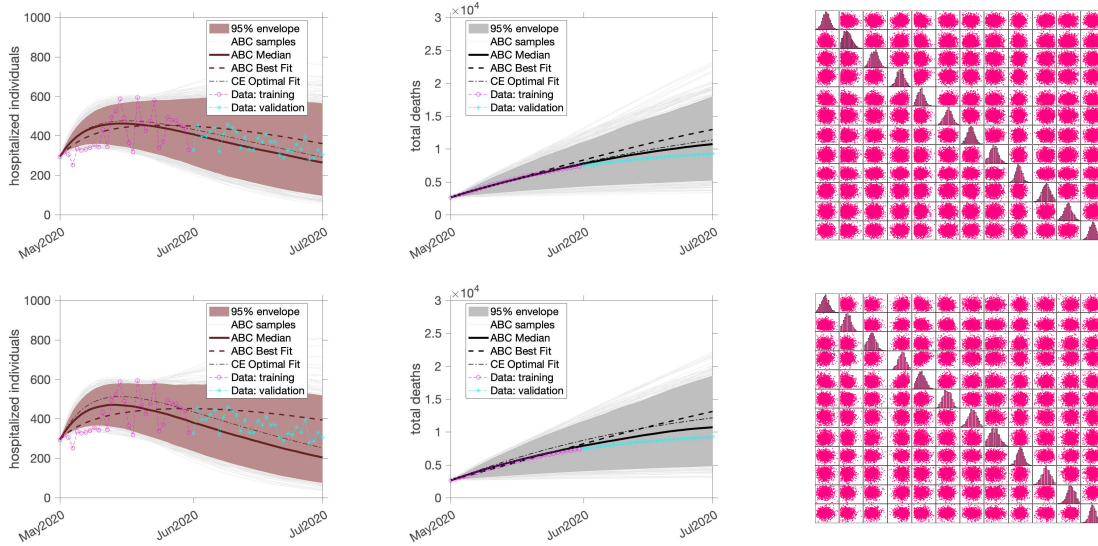 1000
800
600
400
200
0
hospitalized individuals
May2020
Jun2020
Jul2020
95% envelope
ABC samples
ABC Median
ABC Best Fit
CE Optimal Fit
Data: training
Data: validation
×10⁴
3
2.5
2
1.5
1
0.5
0
total deaths
May2020
Jun2020
Jul2020
95% envelope
ABC samples
ABC Median
ABC Best Fit
CE Optimal Fit
Data: training
Data: validation
1000
800
600
400
200
0
hospitalized individuals
May2020
Jun2020
Jul2020
95% envelope
ABC samples
ABC Median
ABC Best Fit
CE Optimal Fit
Data: training
Data: validation
×10⁴
3
2.5
2
1.5
1
0.5
0
total deaths
May2020
Jun2020
Jul2020
95% envelope
ABC samples
ABC Median
ABC Best Fit
CE Optimal Fit
Data: training
Data: validation